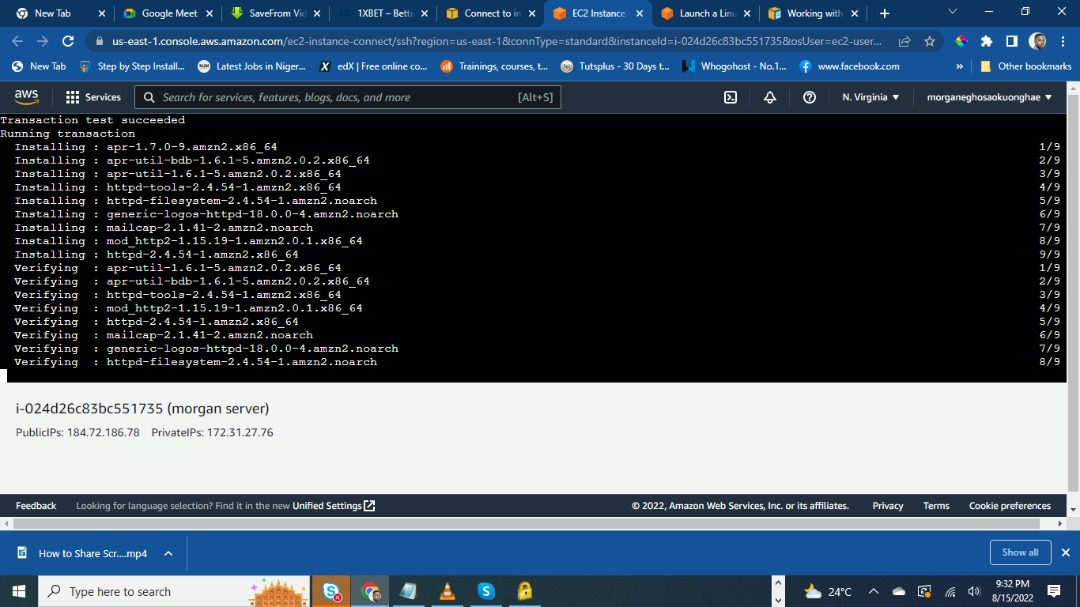 New Tab
Google Meet
SaveFrom Vid
1XBET – Betti
Connect to in
EC2 Instance
Launch a Linu
Working with
us-east-1.console.aws.amazon.com/ec2-instance-connect/ssh?region=us-east-1&connType=standard&instanceId=i-024d26c83bc551735&osUser=ec2-user...
New Tab
Step by Step Install...
Latest Jobs in Niger...
edX | Free online co...
Trainings, courses, t...
Tutsplus - 30 Days t...
Whogohost - No.1...
www.facebook.com
»
Other bookmarks
aws
Services
Search for services, features, blogs, docs, and more
[Alt+S]
N. Virginia
morganeghosaokuonghae
Transaction test succeeded
Running transaction
Installing : apr-1.7.0-9.amzn2.x86_64 1/9
Installing : apr-util-bdb-1.6.1-5.amzn2.0.2.x86_64 2/9
Installing : apr-util-1.6.1-5.amzn2.0.2.x86_64 3/9
Installing : httpd-tools-2.4.54-1.amzn2.x86_64 4/9
Installing : httpd-filesystem-2.4.54-1.amzn2.noarch 5/9
Installing : generic-logos-httpd-18.0.0-4.amzn2.noarch 6/9
Installing : mailcap-2.1.41-2.amzn2.noarch 7/9
Installing : mod_http2-1.15.19-1.amzn2.0.1.x86_64 8/9
Installing : httpd-2.4.54-1.amzn2.x86_64 9/9
Verifying : apr-util-1.6.1-5.amzn2.0.2.x86_64 1/9
Verifying : apr-util-bdb-1.6.1-5.amzn2.0.2.x86_64 2/9
Verifying : httpd-tools-2.4.54-1.amzn2.x86_64 3/9
Verifying : mod_http2-1.15.19-1.amzn2.0.1.x86_64 4/9
Verifying : httpd-2.4.54-1.amzn2.x86_64 5/9
Verifying : mailcap-2.1.41-2.amzn2.noarch 6/9
Verifying : generic-logos-httpd-18.0.0-4.amzn2.noarch 7/9
Verifying : httpd-filesystem-2.4.54-1.amzn2.noarch 8/9
i-024d26c83bc551735 (morgan server)
PublicIPs: 184.72.186.78 PrivateIPs: 172.31.27.76
Feedback
Looking for language selection? Find it in the new Unified Settings
© 2022, Amazon Web Services, Inc. or its affiliates.
Privacy
Terms
Cookie preferences
How to Share Scr....mp4
Show all
Type here to search
24°C
9:32 PM
8/15/2022